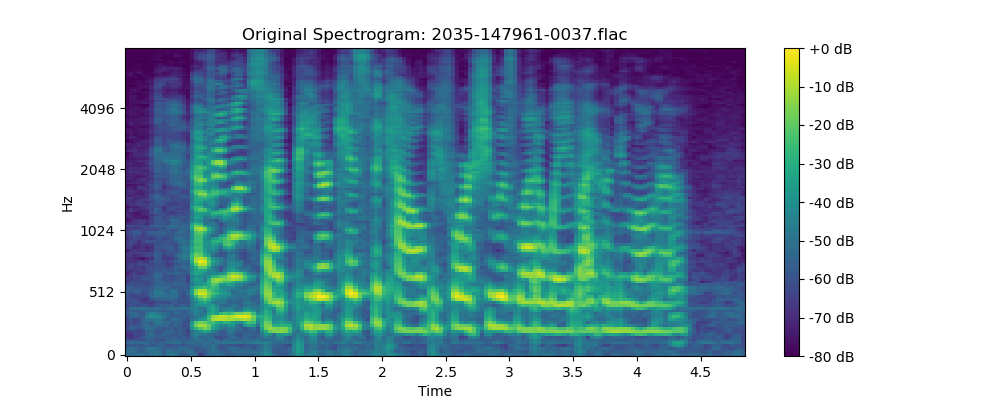 Original Spectrogram: 2035-147961-0037.flac
Hz
4096
2048
1024
512
0
0 0.5 1 1.5 2 2.5 3 3.5 4 4.5
Time
+0 dB
-10 dB
-20 dB
-30 dB
-40 dB
-50 dB
-60 dB
-70 dB
-80 dB